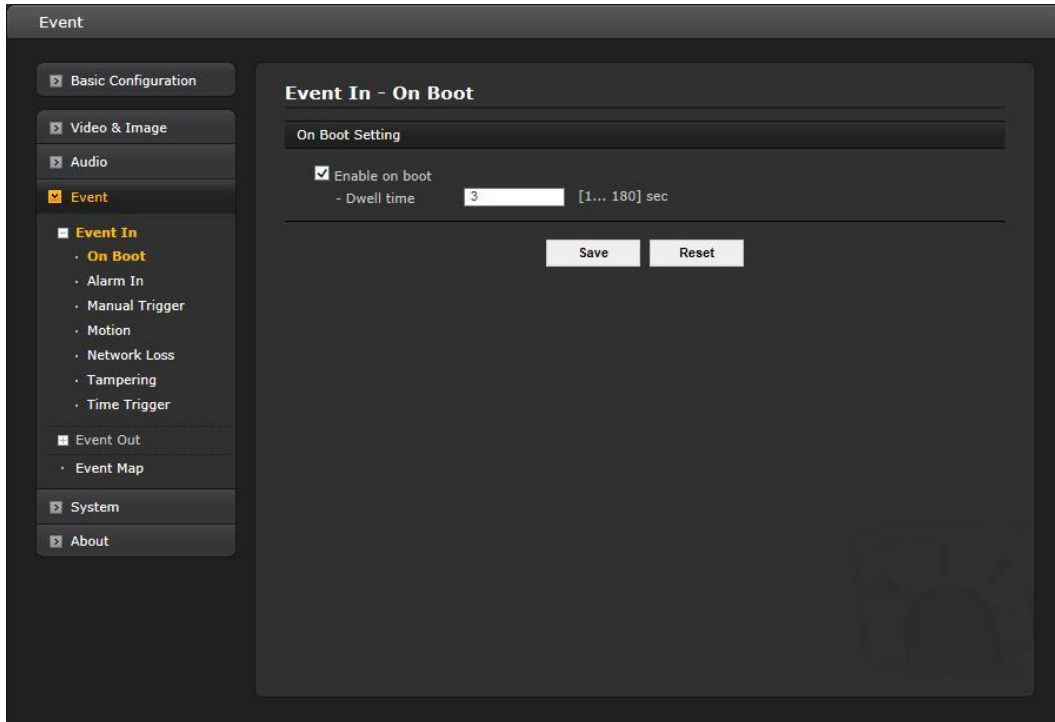 Event
Basic Configuration
Video & Image
Audio
Event
Event In
On Boot
Alarm In
Manual Trigger
Motion
Network Loss
Tampering
Time Trigger
Event Out
Event Map
System
About
Event In - On Boot
On Boot Setting
Enable on boot
- Dwell time 3 [1... 180] sec
Save Reset